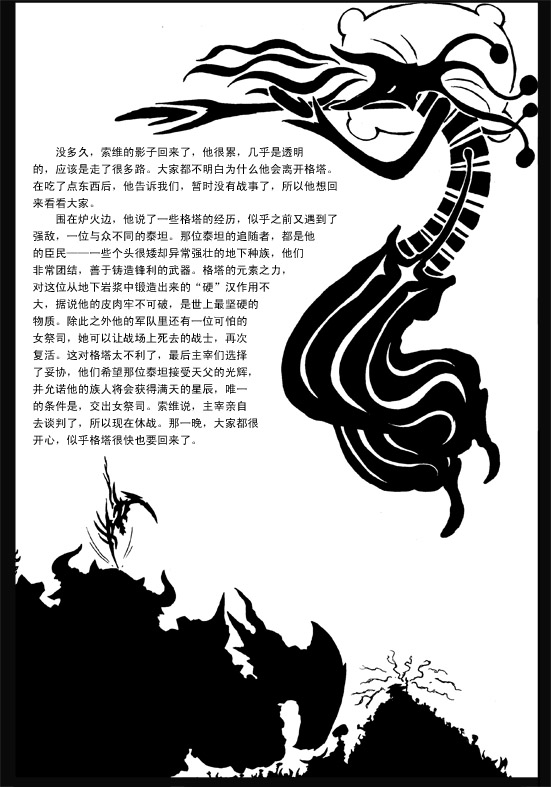 没多久，索维的影子回来了，他很累，几乎是透明
的，应该是走了很多路。大家都不明白为什么他会离开格塔。
在吃了点东西后，他告诉我们，暂时没有战事了，所以他想回
来看看大家。
围在炉火边，他说了一些格塔的经历，似乎之前又遇到了
强敌，一位与众不同的泰坦。那位泰坦的追随者，都是他
的臣民——一些个头很矮却异常强壮的地下种族，他们
非常团结，善于铸造锋利的武器。格塔的元素之力，
对这位从地下岩浆中锻造出来的“硬”汉作用不
大，据说他的皮肉牢不可破，是世上最坚硬的
物质。除此之外他的军队里还有一位可怕的
女祭司，她可以让战场上死去的战士，再次
复活。这对格塔太不利了，最后主宰们选择
了妥协，他们希望那位泰坦接受天父的光辉，
并允诺他的族人将会获得满天的星辰，唯一
的条件是，交出女祭司。索维说，主宰亲自
去谈判了，所以现在休战。那一晚，大家都很
开心，似乎格塔很快也要回来了。